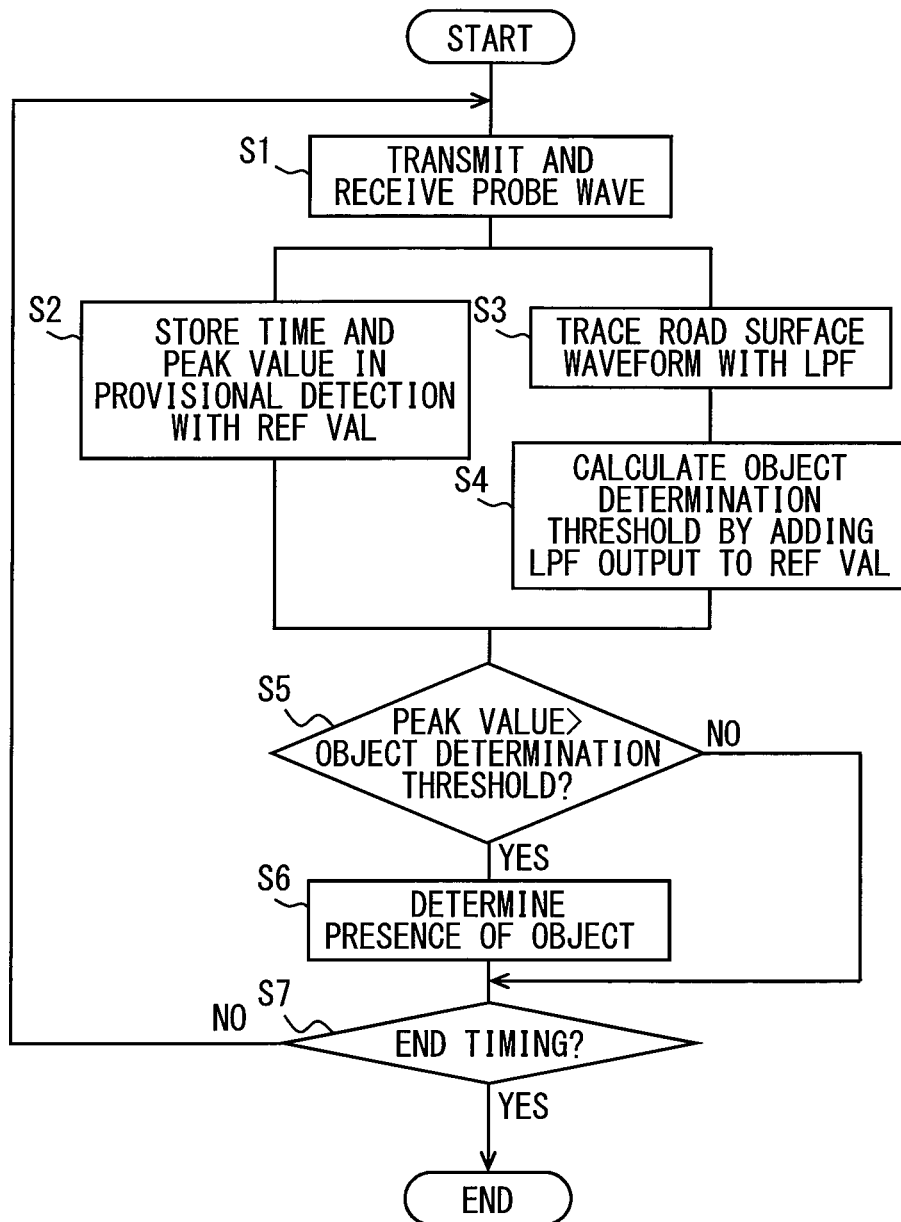 START
S1
TRANSMIT AND
RECEIVE PROBE WAVE
S2
STORE TIME AND
PEAK VALUE IN
PROVISIONAL DETECTION
WITH REF VAL
S3
TRACE ROAD SURFACE
WAVEFORM WITH LPF
S4
CALCULATE OBJECT
DETERMINATION
THRESHOLD BY ADDING
LPF OUTPUT TO REF VAL
S5
PEAK VALUE>
OBJECT DETERMINATION
THRESHOLD?
NO
YES
S6
DETERMINE
PRESENCE OF OBJECT
S7
NO
END TIMING?
YES
END